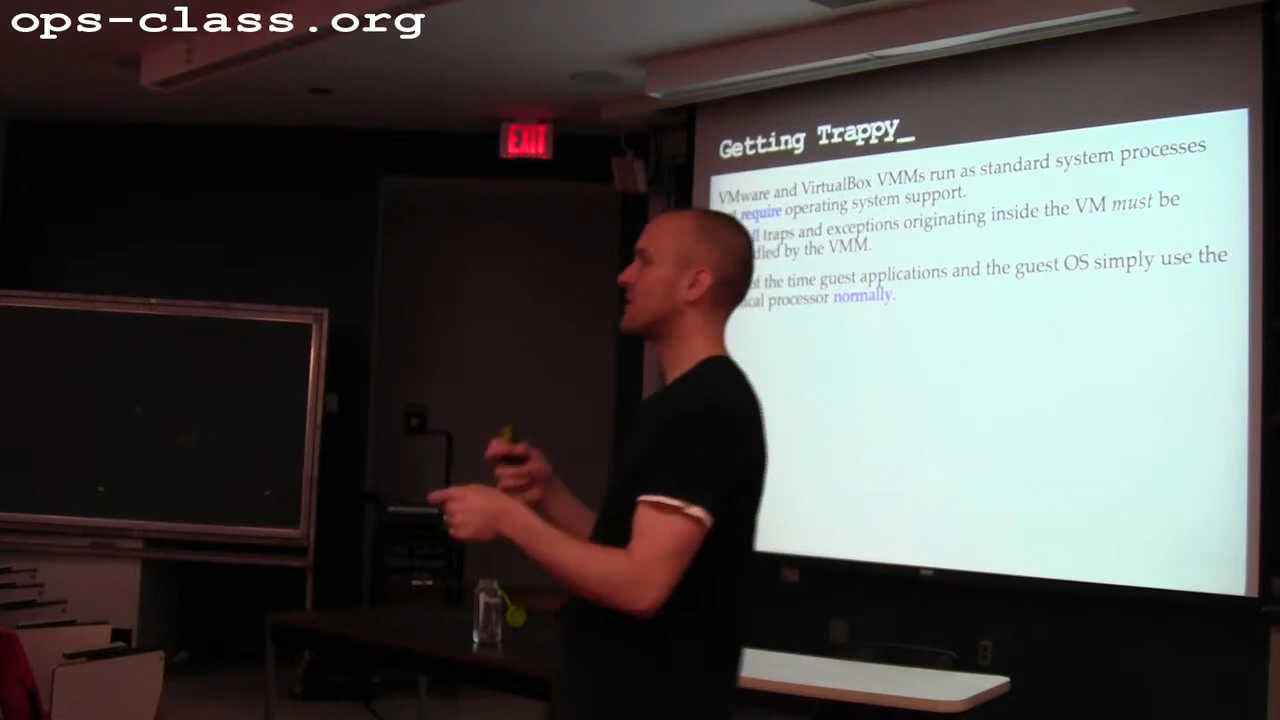 ops-class.org
EXIT
Getting Trappy_
VMware and VirtualBox VMMs run as standard system processes
require operating system support.
traps and exceptions originating inside the VM must be
by the VMM.
of the time guest applications and the guest OS simply use the
processor normally.